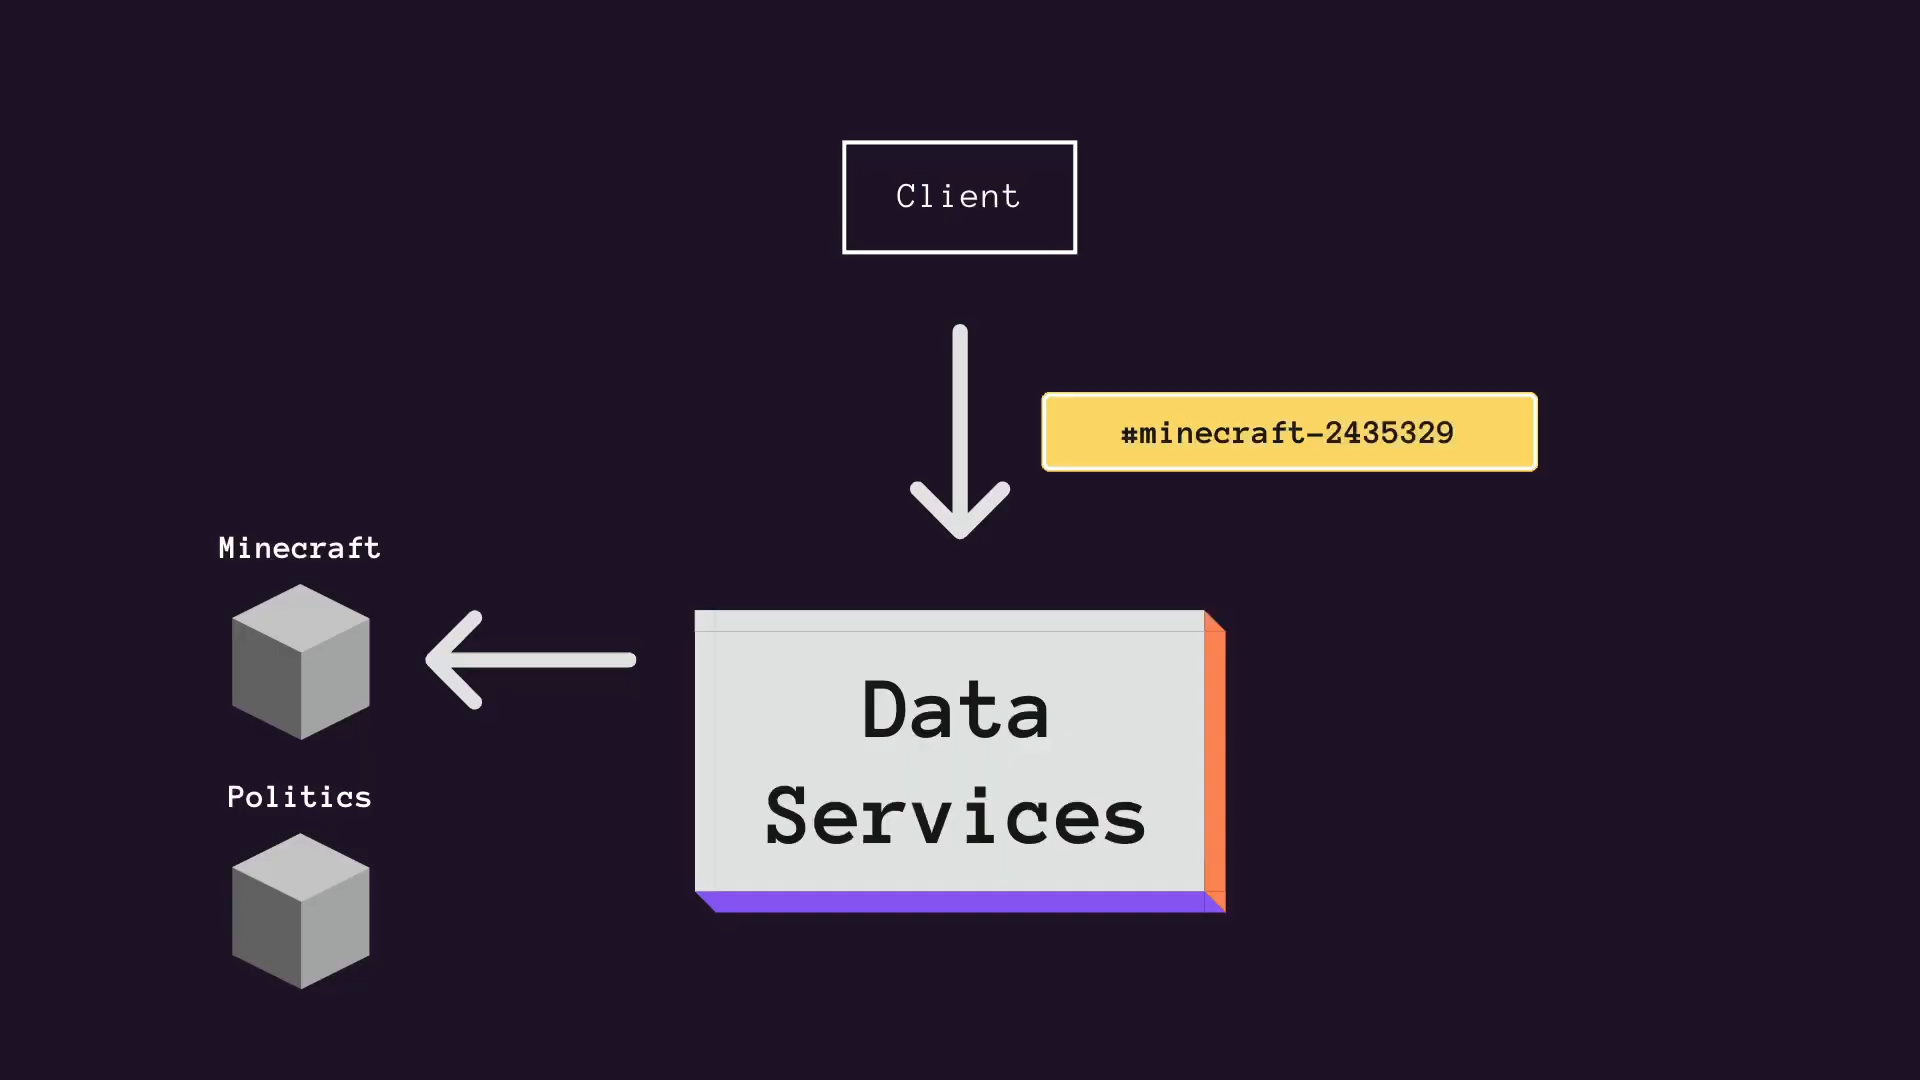 Client
#minecraft-2435329
Minecraft
Data
Services
Politics